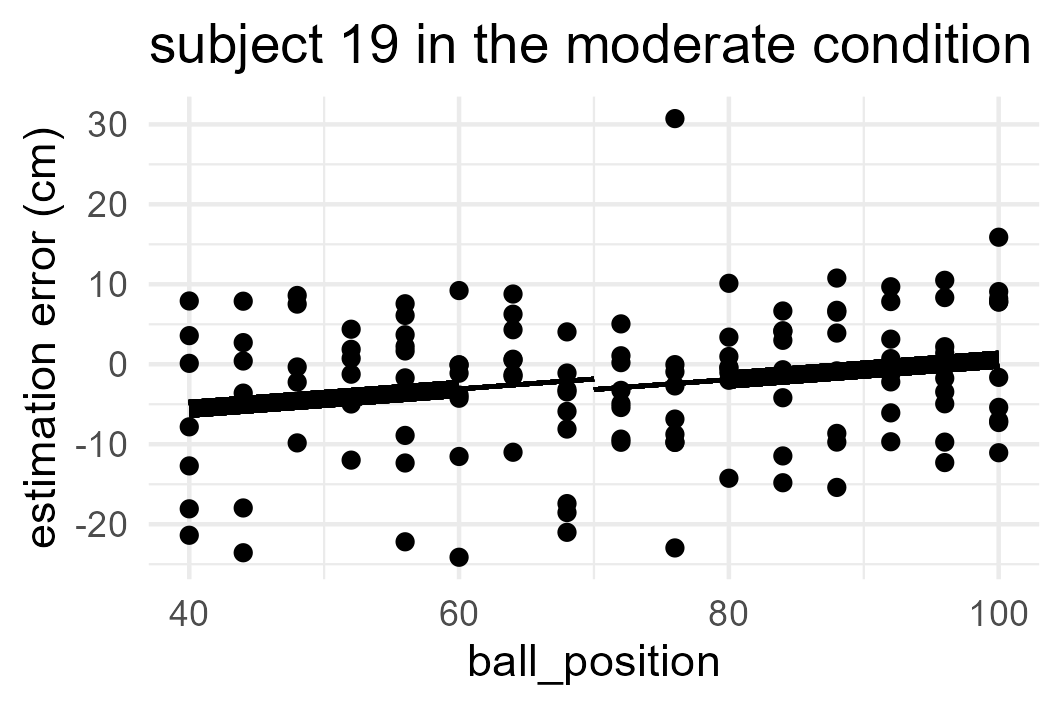 subject 19 in the moderate condition
estimation error (cm)
30
20
10
0
-10
-20
40 60 80 100
ball_position